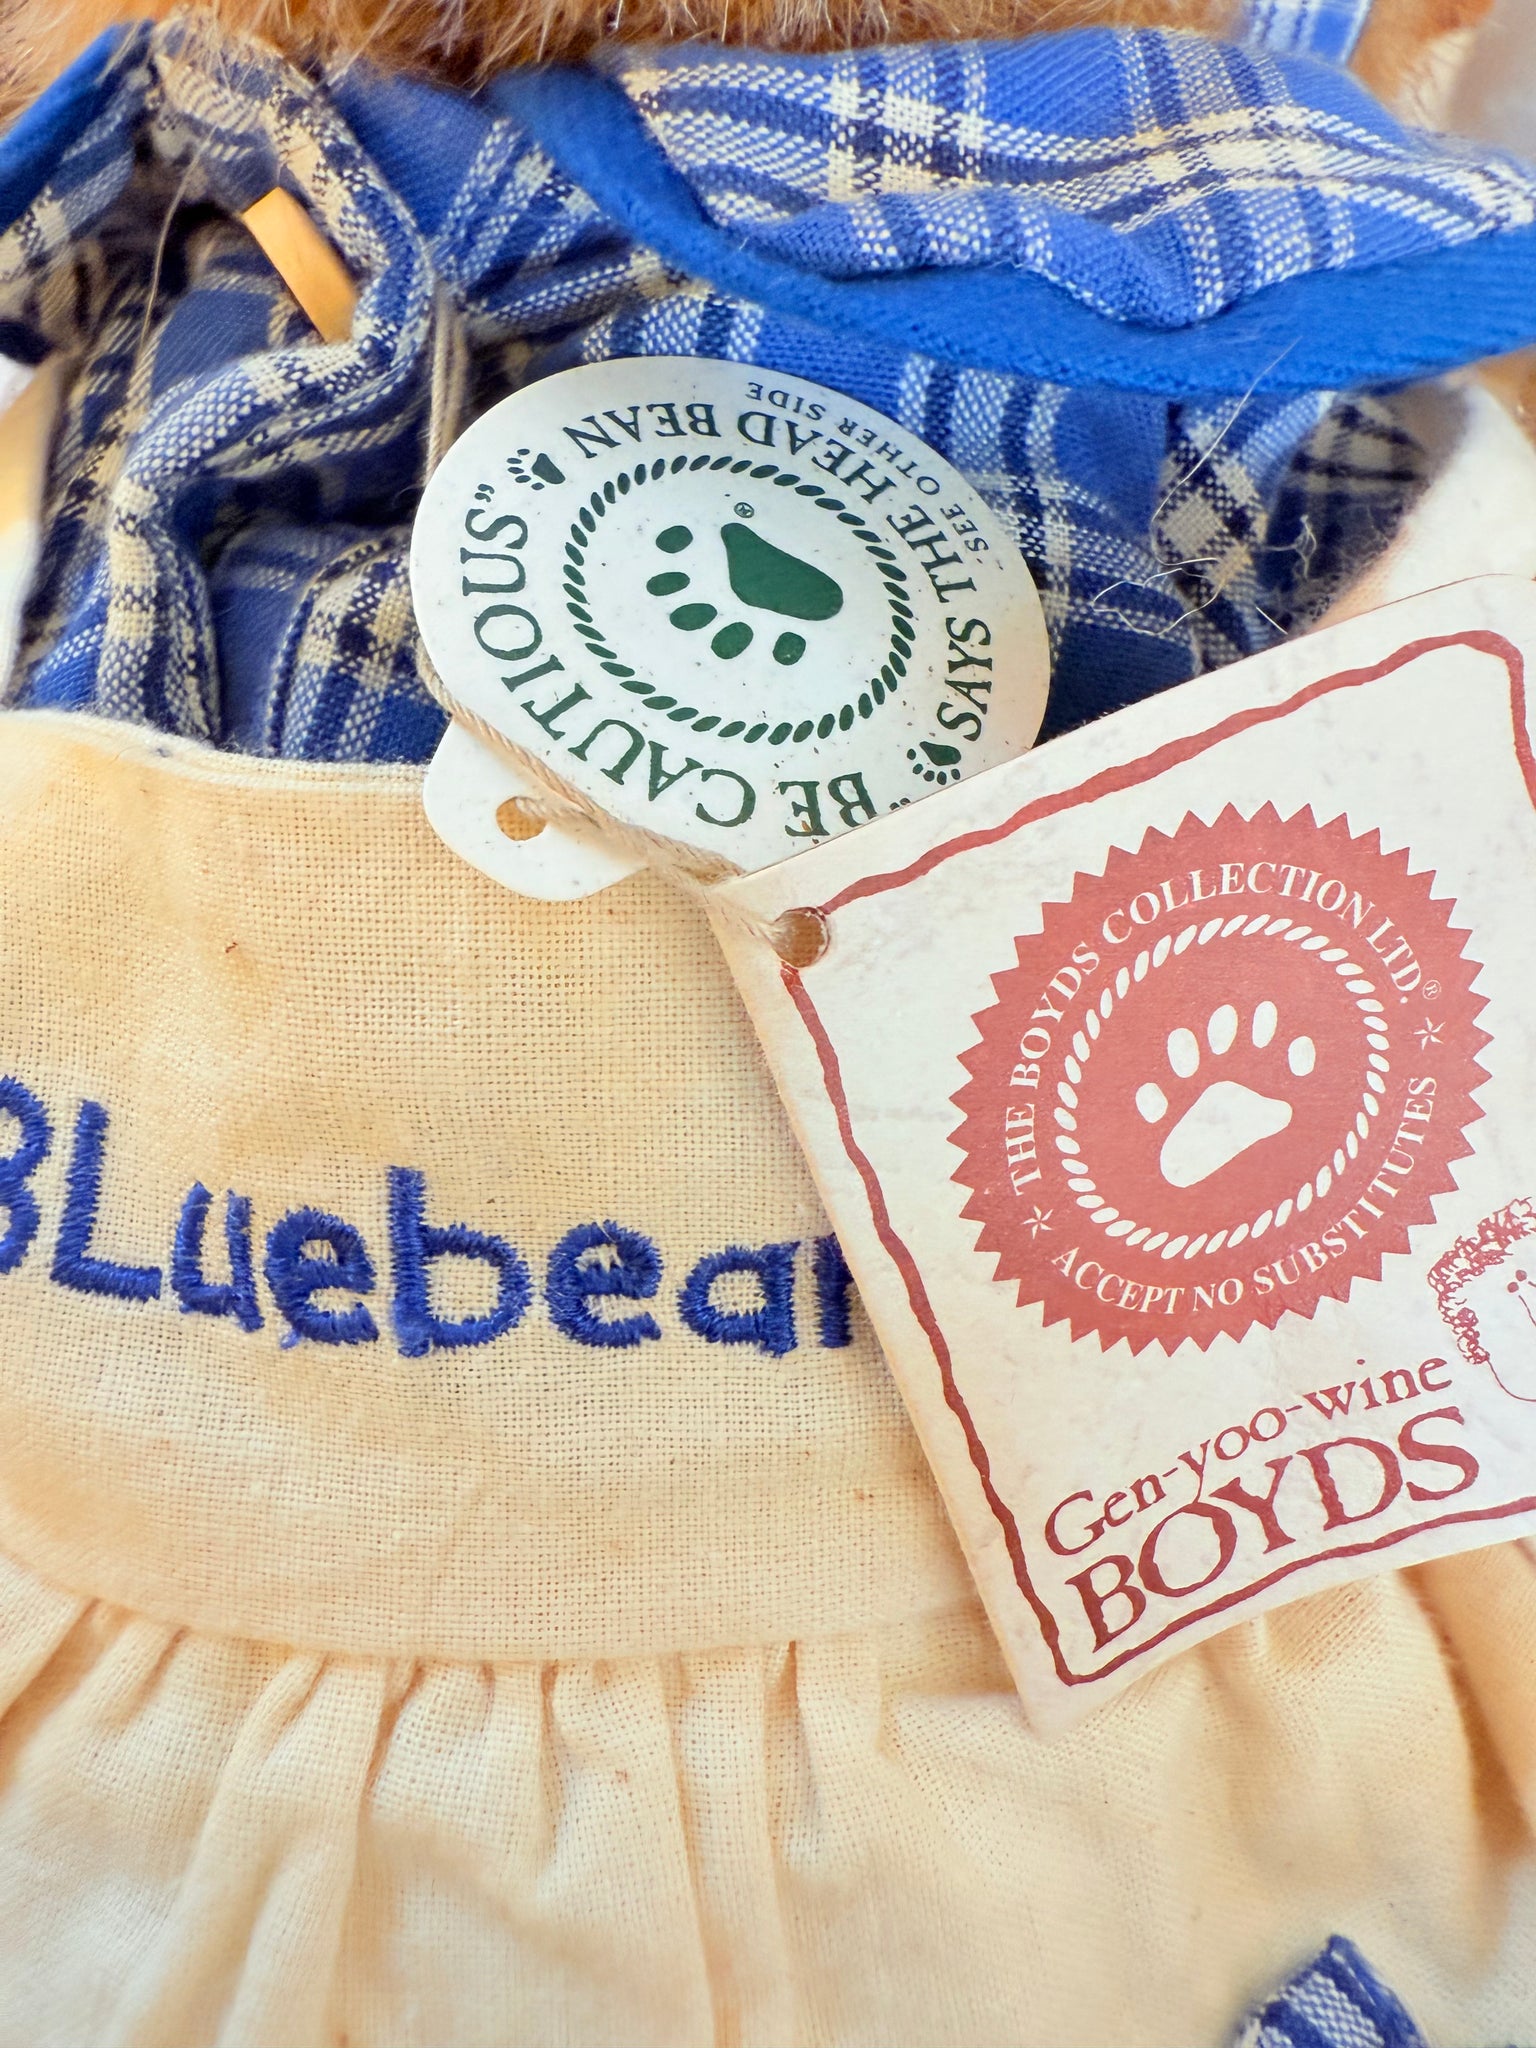 "BE CAUTIOUS"
SAYS THE HEAD BEAN
SEE OTHER SIDE
®
THE BOYDS COLLECTION LTD.®
ACCEPT NO SUBSTITUTES
Gen-yoo-wine
BOYDS
BLuebear